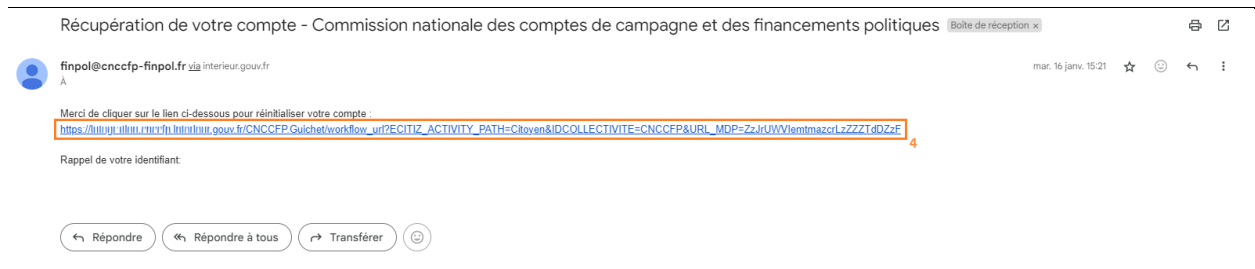 Récupération de votre compte - Commission nationale des comptes de campagne et des financements politiques Boîte de réception ×
finpol@cnccfp-finpol.fr via interieur.gouv.fr mar. 16 janv. 15:21
À
Merci de cliquer sur le lien ci-dessous pour réinitialiser votre compte :
gouv.fr/CNCCFP.Guichet/workflow_url?ECITIZ_ACTIVITY_PATH=Citoyen&IDCOLLECTIVITE=CNCCFP&URL_MDP=
4
Rappel de votre identifiant:
Répondre Répondre à tous Transférer